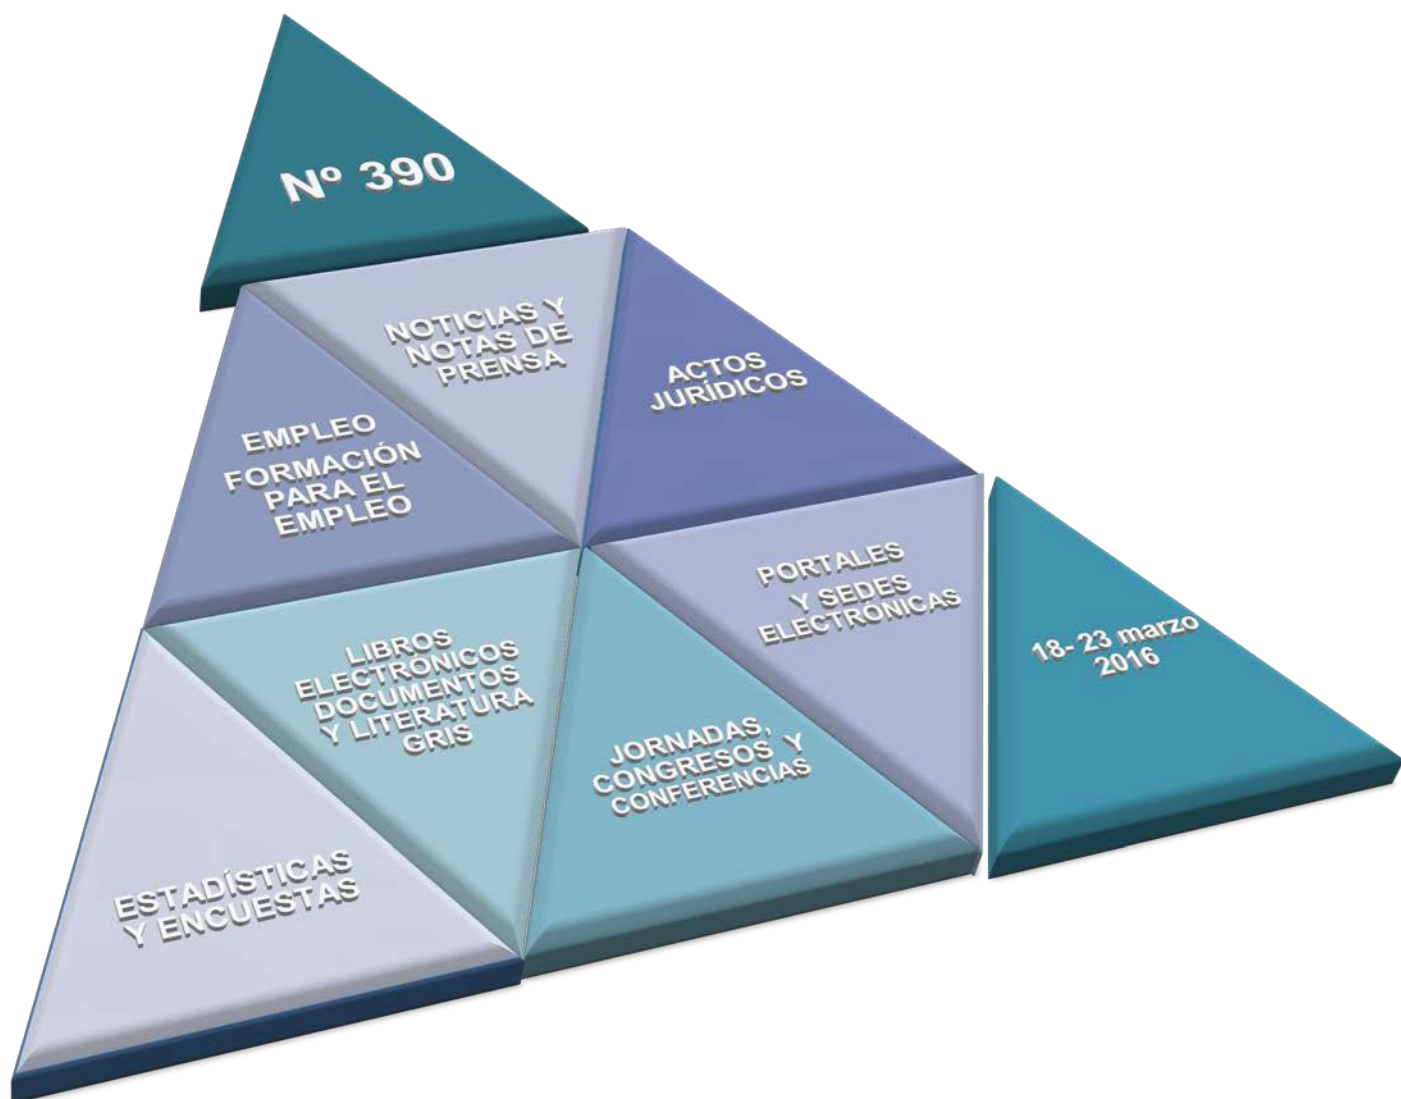 Nº 390
NOTICIAS Y
NOTAS DE
PRENSA
ACTOS
JURÍDICOS
EMPLEO
FORMACIÓN
PARA EL
EMPLEO
PORTALES
Y SEDES
ELECTRÓNICAS
18- 23 marzo
2016
LIBROS
ELECTRÓNICOS
DOCUMENTOS
Y LITERATURA
GRIS
JORNADAS,
CONGRESOS Y
CONFERENCIAS
ESTADÍSTICAS
Y ENCUESTAS